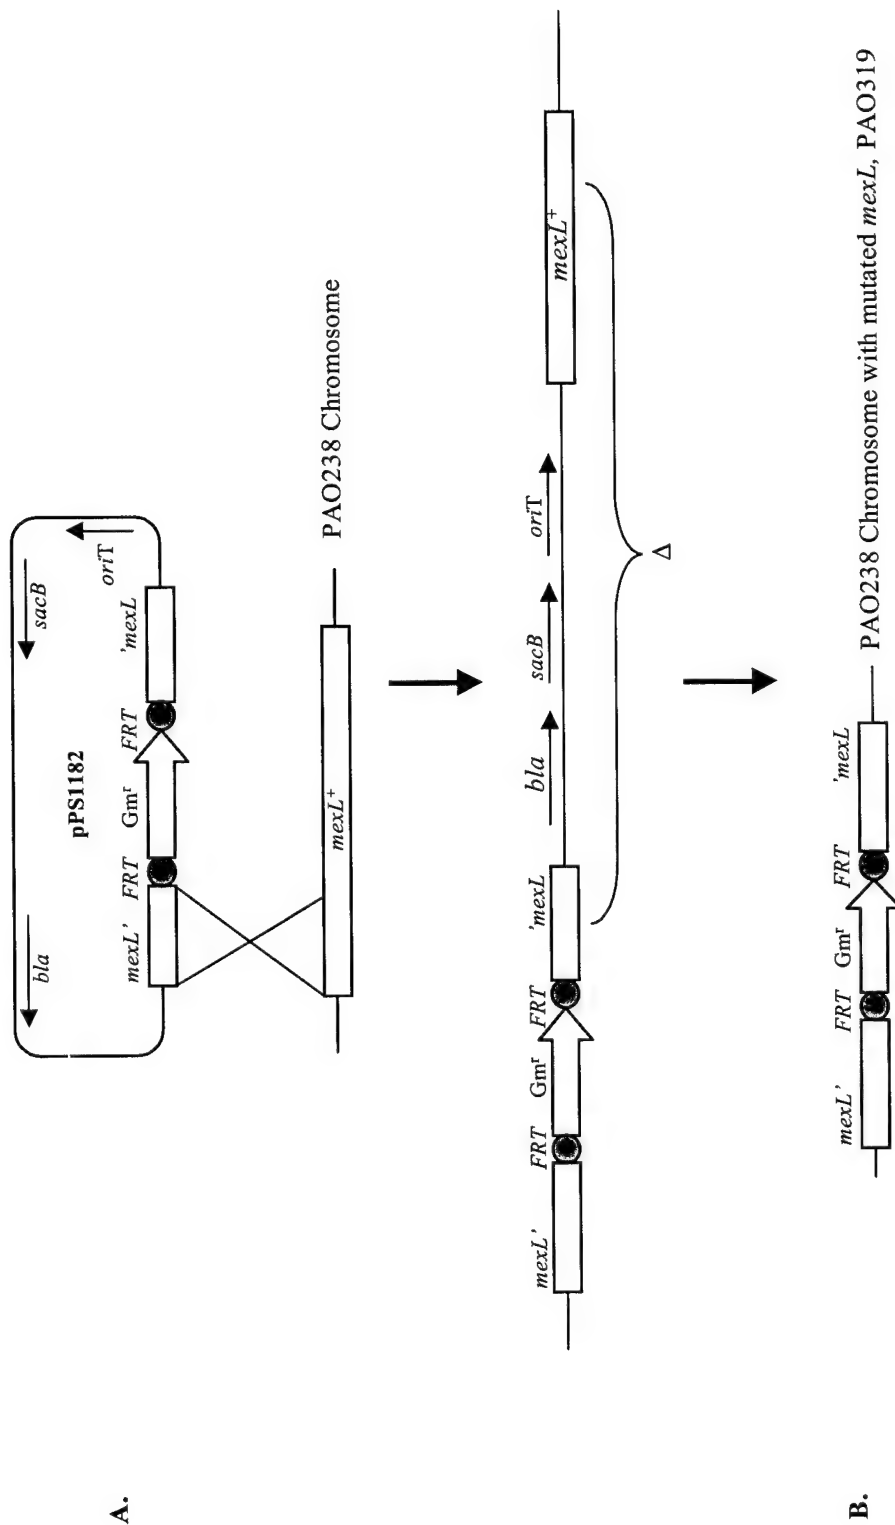 A.
bla
sacB
pPS1182
oriT
mexL' FRT Gmʳ FRT 'mexL
mexL⁺
PAO238 Chromosome
mexL' FRT Gmʳ FRT 'mexL bla sacB oriT mexL⁺
Δ
B.
mexL' FRT Gmʳ FRT 'mexL
PAO238 Chromosome with mutated mexL, PAO319